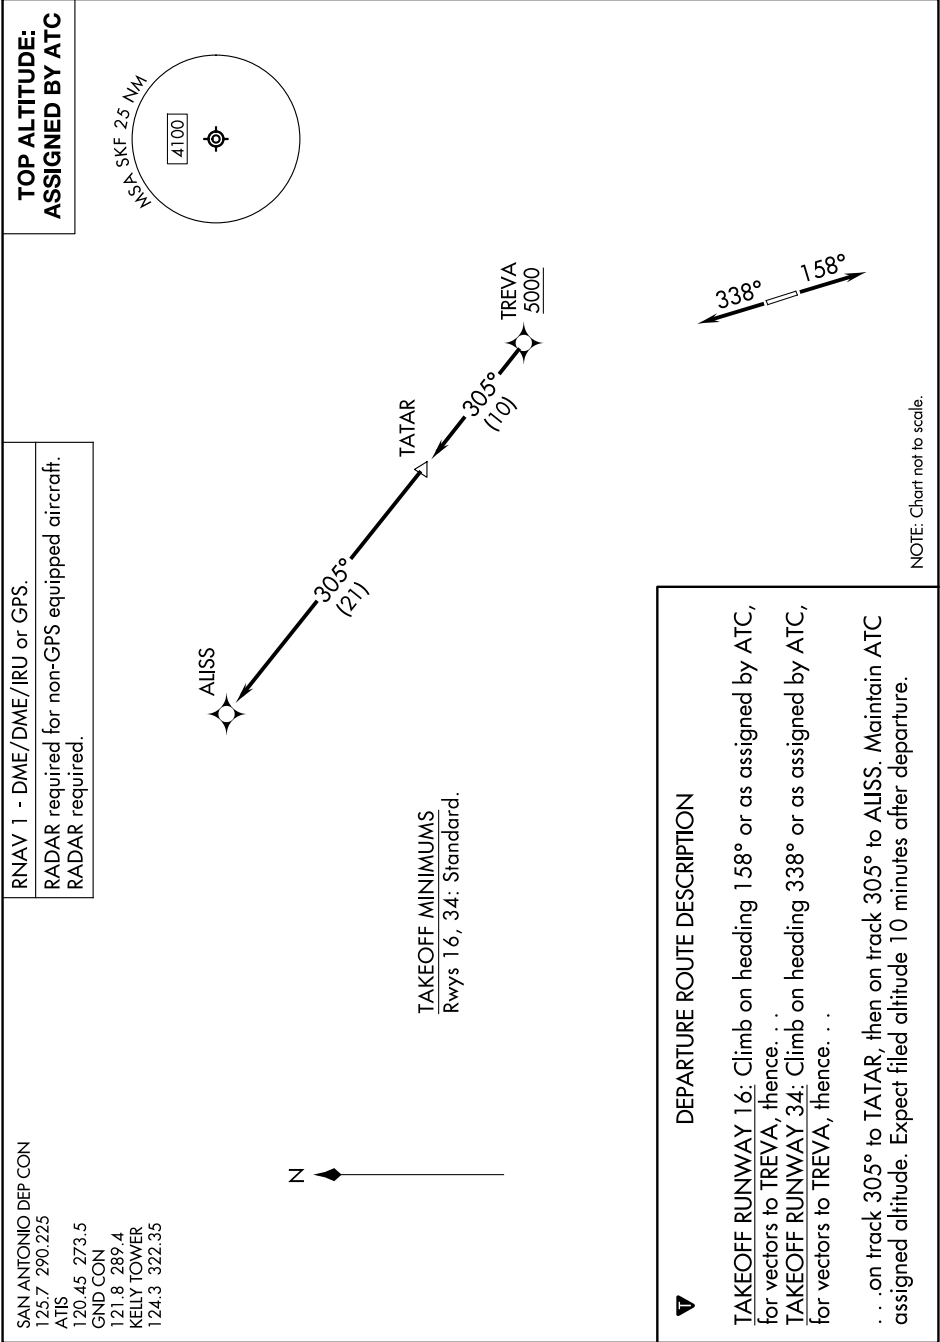 SAN ANTONIO DEP CON
125.7 290.225
ATIS
120.45 273.5
GND CON
121.8 289.4
KELLY TOWER
124.3 322.35
RNAV 1 - DME/DME/IRU or GPS.
RADAR required for non-GPS equipped aircraft.
RADAR required.
TOP ALTITUDE:
ASSIGNED BY ATC
MSA SKF 25 NM
4100
ALISS
305°
(21)
TATAR
305°
(10)
TREVA
5000
N
TAKEOFF MINIMUMS
Rwys 16, 34: Standard.
338°
158°
NOTE: Chart not to scale.
T
DEPARTURE ROUTE DESCRIPTION
TAKEOFF RUNWAY 16: Climb on heading 158° or as assigned by ATC,
for vectors to TREVA, thence. . .
TAKEOFF RUNWAY 34: Climb on heading 338° or as assigned by ATC,
for vectors to TREVA, thence. . .
. . .on track 305° to TATAR, then on track 305° to ALISS. Maintain ATC
assigned altitude. Expect filed altitude 10 minutes after departure.